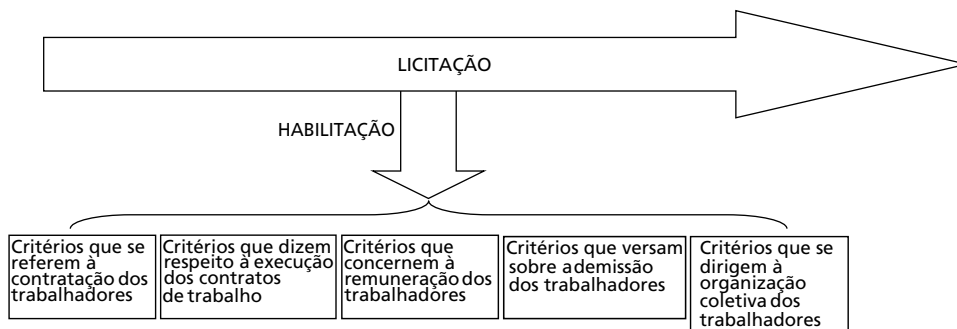 LICITAÇÃO
HABILITAÇÃO
Critérios que se
referem à
contratação dos
trabalhadores
Critérios que dizem
respeito à execução
dos contratos
de trabalho
Critérios que
concernem à
remuneração dos
trabalhadores
Critérios que versam
sobre a demissão
dos trabalhadores
Critérios que se
dirigem à
organização
coletiva dos
trabalhadores